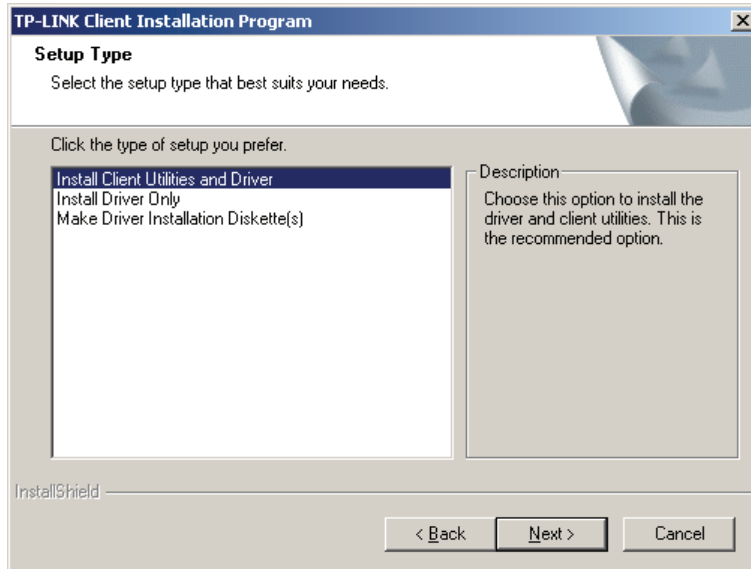 TP-LINK Client Installation Program
Setup Type
Select the setup type that best suits your needs.
Click the type of setup you prefer.
Install Client Utilities and Driver
Install Driver Only
Make Driver Installation Diskette(s)
Description
Choose this option to install the
driver and client utilities. This is
the recommended option.
InstallShield
< Back
Next >
Cancel